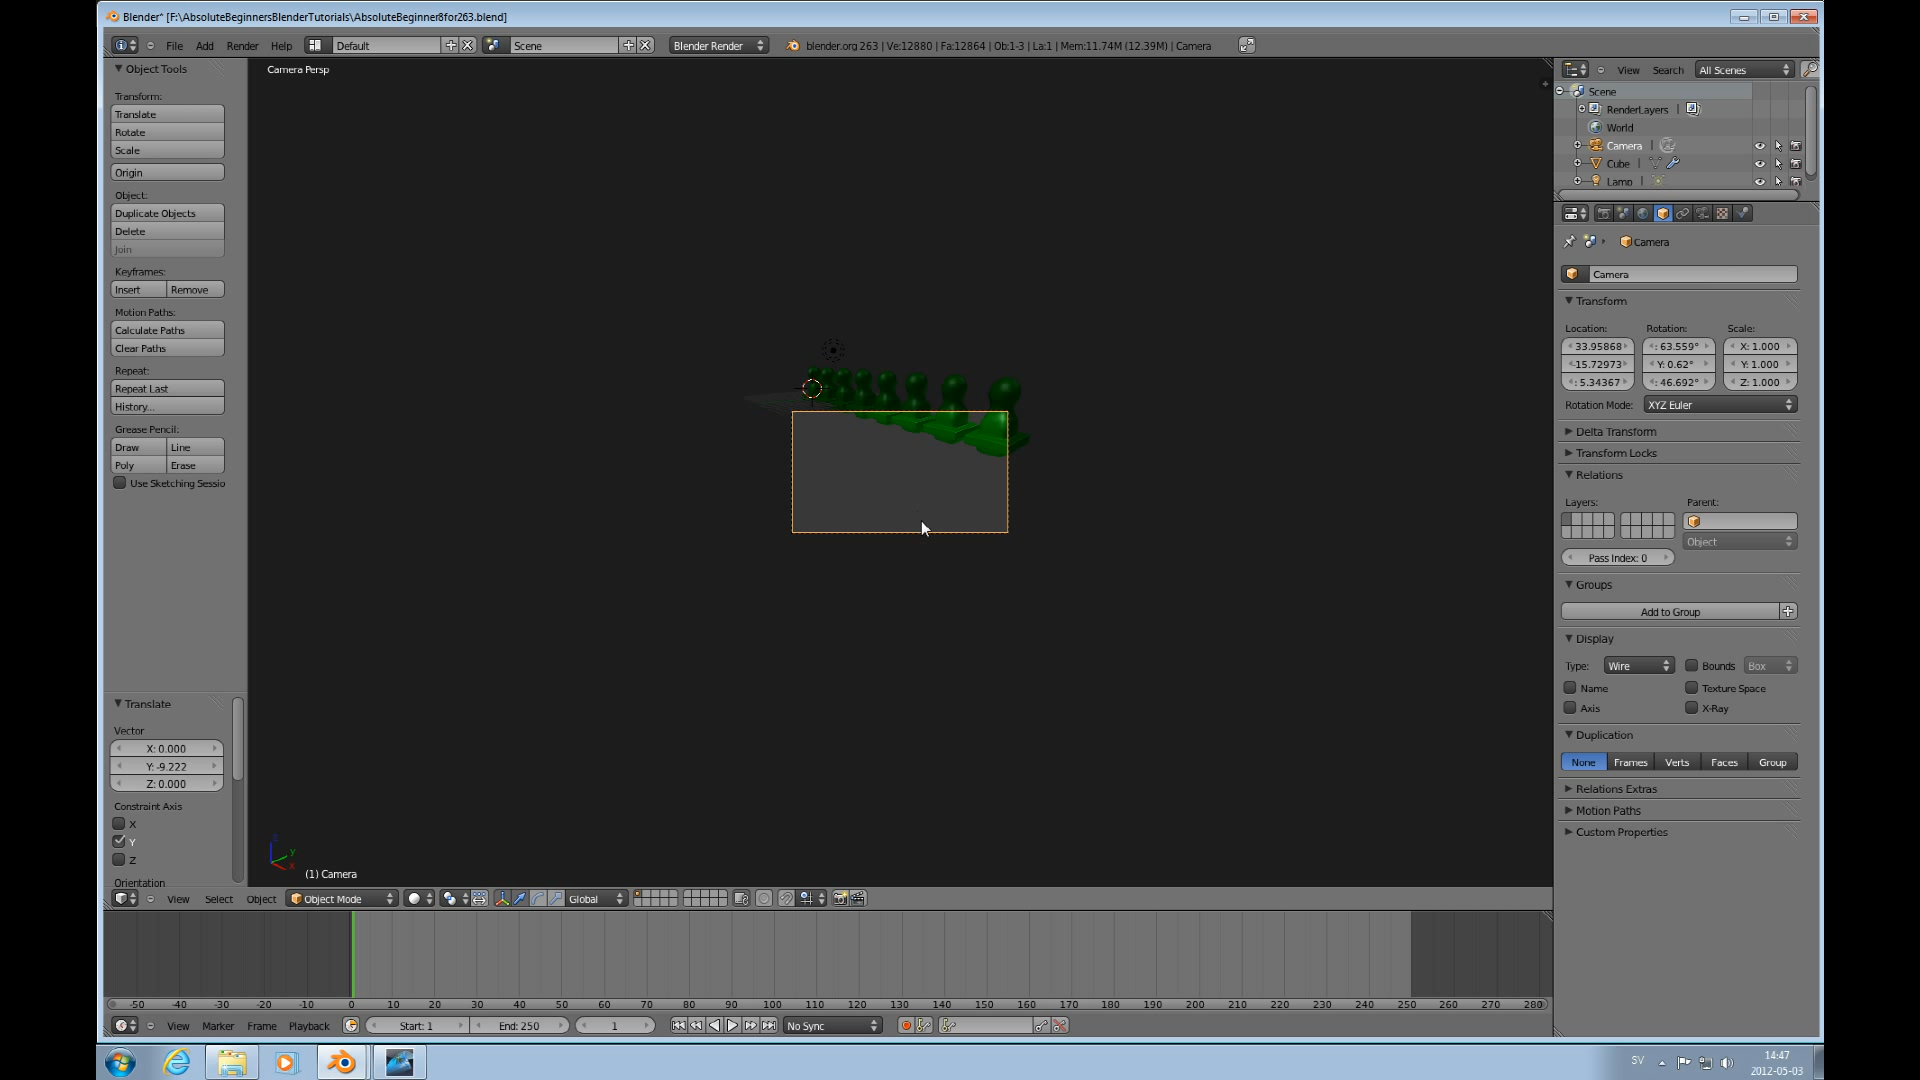 Blender* [F:\AbsoluteBeginnersBlenderTutorials\AbsoluteBeginner8for263.blend]
File Add Render Help Default Scene Blender Render blender.org 263 | Ve:12880 | Fa:12864 | Ob:1-3 | La:1 | Mem:11.74M (12.39M) | Camera
Object Tools
Transform:
Translate
Rotate
Scale
Origin
Object:
Duplicate Objects
Delete
Join
Keyframes:
Insert Remove
Motion Paths:
Calculate Paths
Clear Paths
Repeat:
Repeat Last
History...
Grease Pencil:
Draw Line
Poly Erase
Use Sketching Sessio
Translate
Vector
X: 0.000
Y: -9.222
Z: 0.000
Constraint Axis
X
Y
Z
Orientation
Camera Persp
z
y
x
(1) Camera
View Select Object Object Mode Global
View Search All Scenes
Scene
RenderLayers |
World
Camera |
Cube |
Lamp |
Camera
Camera
Transform
Location: Rotation: Scale:
33.95868 : 63.559° X: 1.000
-15.72973 Y: 0.62° Y: 1.000
: 5.34367 : 46.692° Z: 1.000
Rotation Mode: XYZ Euler
Delta Transform
Transform Locks
Relations
Layers: Parent:
Object
Pass Index: 0
Groups
Add to Group
Display
Type: Wire Bounds Box
Name Texture Space
Axis X-Ray
Duplication
None Frames Verts Faces Group
Relations Extras
Motion Paths
Custom Properties
-50 -40 -30 -20 -10 0 10 20 30 40 50 60 70 80 90 100 110 120 130 140 150 160 170 180 190 200 210 220 230 240 250 260 270 280
View Marker Frame Playback Start: 1 End: 250 1 No Sync
SV 14:47
2012-05-03